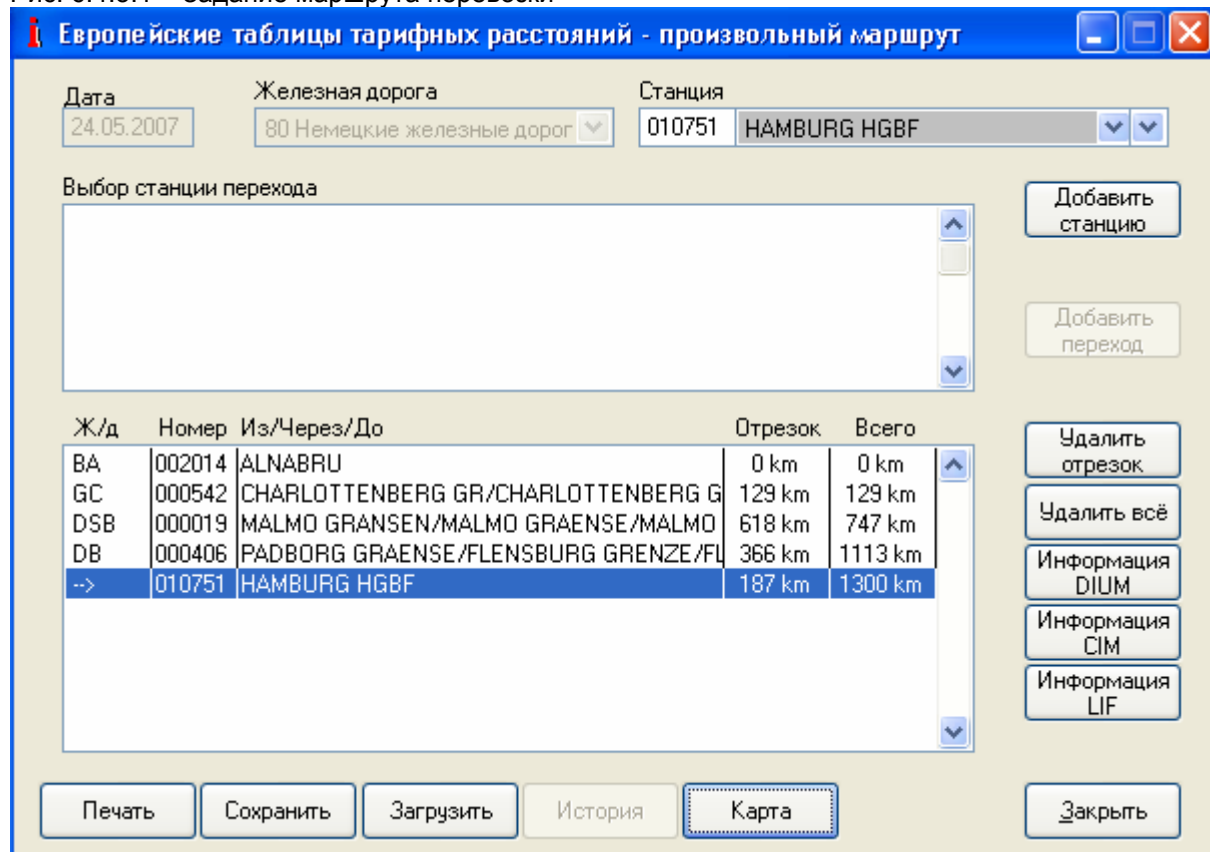 Европейские таблицы тарифных расстояний - произвольный маршрут
Дата
Железная дорога
Станция
24.05.2007
80 Немецкие железные дорог
010751 HAMBURG HGBF
Выбор станции перехода
Добавить станцию
Добавить переход
Ж/д Номер Из/Через/До Отрезок Всего
BA 002014 ALNABRU 0 km 0 km
GC 000542 CHARLOTTENBERG GR/CHARLOTTENBERG G 129 km 129 km
DSB 000019 MALMO GRANSEN/MALMO GRAENSE/MALMO 618 km 747 km
DB 000406 PADBORG GRAENSE/FLENSBURG GRENZE/FL 366 km 1113 km
--> 010751 HAMBURG HGBF 187 km 1300 km
Удалить отрезок
Удалить всё
Информация DIUM
Информация CIM
Информация LIF
Печать
Сохранить
Загрузить
История
Карта
Закрыть